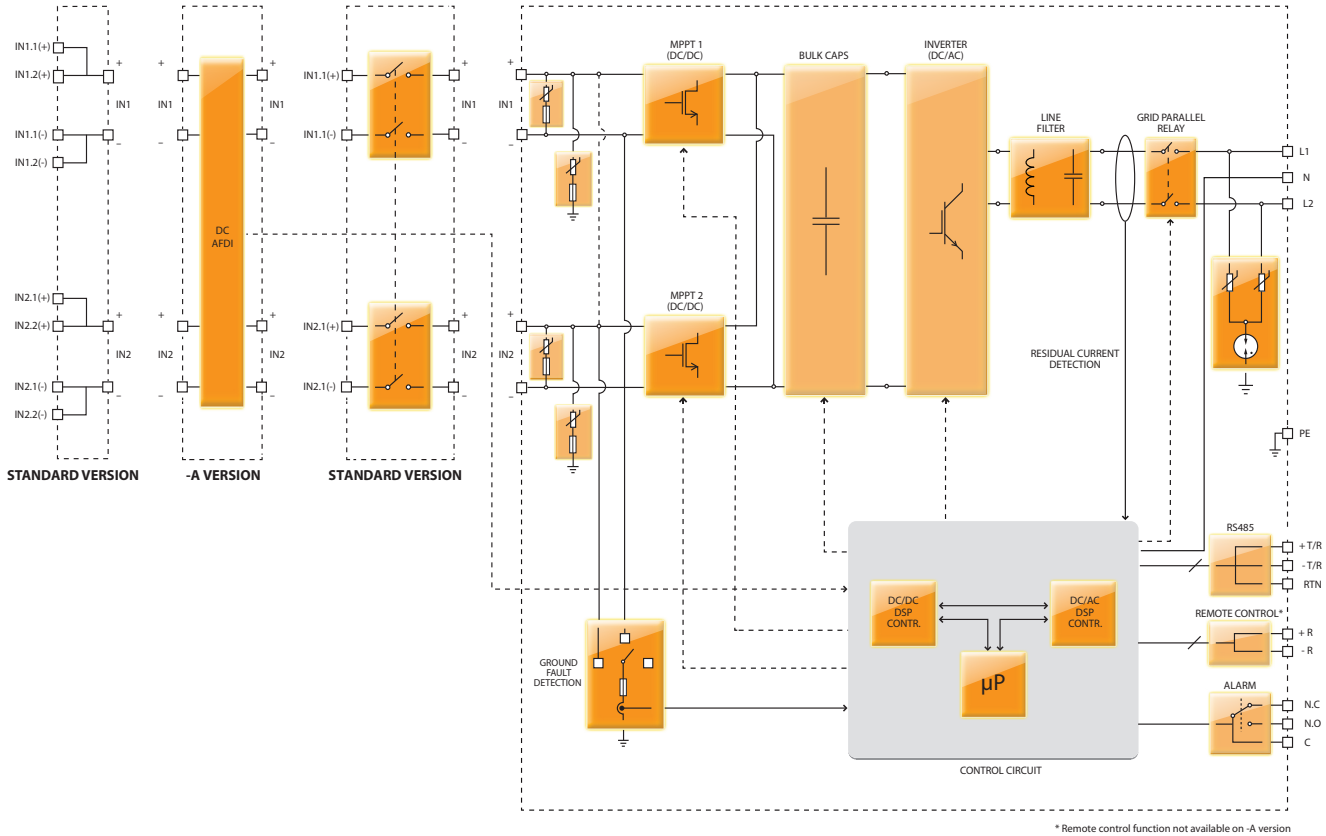 IN1.1(+)
IN1.2(+)
+
IN1
IN1.1(-)
IN1.2(-)
–
IN2.1(+)
IN2.2(+)
+
IN2
IN2.1(-)
IN2.2(-)
–
STANDARD VERSION
+
IN1
–
+
IN2
–
DC
AFDI
+
IN1
–
+
IN2
–
-A VERSION
IN1.1(+)
IN1.1(-)
+
IN1
–
IN2.1(+)
IN2.1(-)
+
IN2
–
STANDARD VERSION
+
–
+
–
MPPT 1
(DC/DC)
BULK CAPS
INVERTER
(DC/AC)
LINE
FILTER
GRID PARALLEL
RELAY
L1
N
L2
MPPT 2
(DC/DC)
RESIDUAL CURRENT
DETECTION
PE
RS485
+ T/R
- T/R
RTN
REMOTE CONTROL*
+ R
- R
ALARM
N.C
N.O
C
DC/DC
DSP
CONTR.
DC/AC
DSP
CONTR.
µP
CONTROL CIRCUIT
GROUND
FAULT
DETECTION
* Remote control function not available on -A version